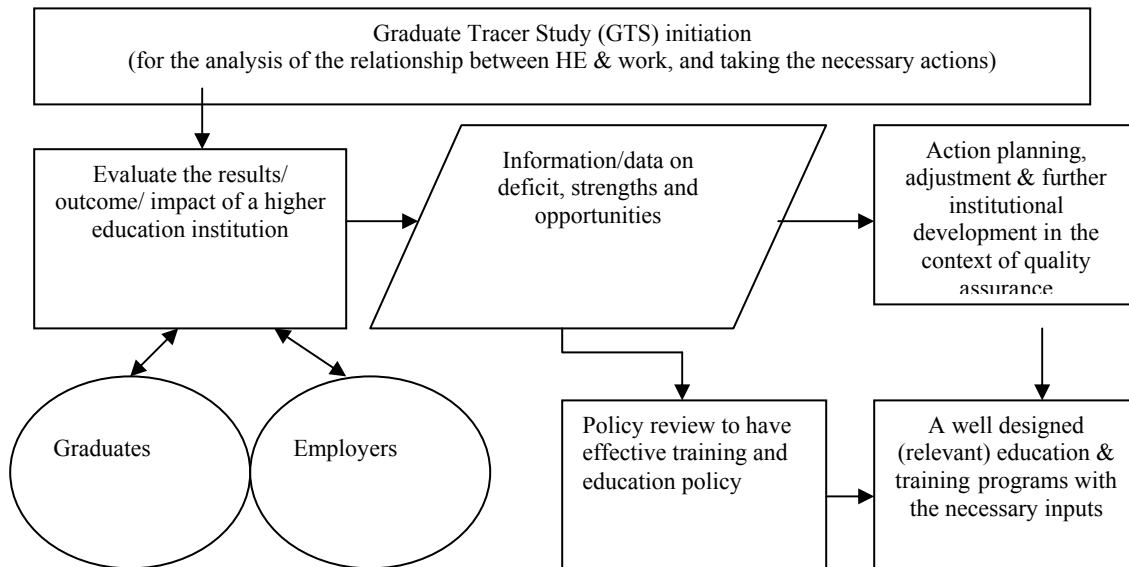 Graduate Tracer Study (GTS) initiation
(for the analysis of the relationship between HE & work, and taking the necessary actions)
Evaluate the results/
outcome/ impact of a higher
education institution
Information/data on
deficit, strengths and
opportunities
Action planning,
adjustment & further
institutional
development in the
context of quality
assurance
Graduates
Employers
Policy review to have
effective training and
education policy
A well designed
(relevant) education &
training programs with
the necessary inputs